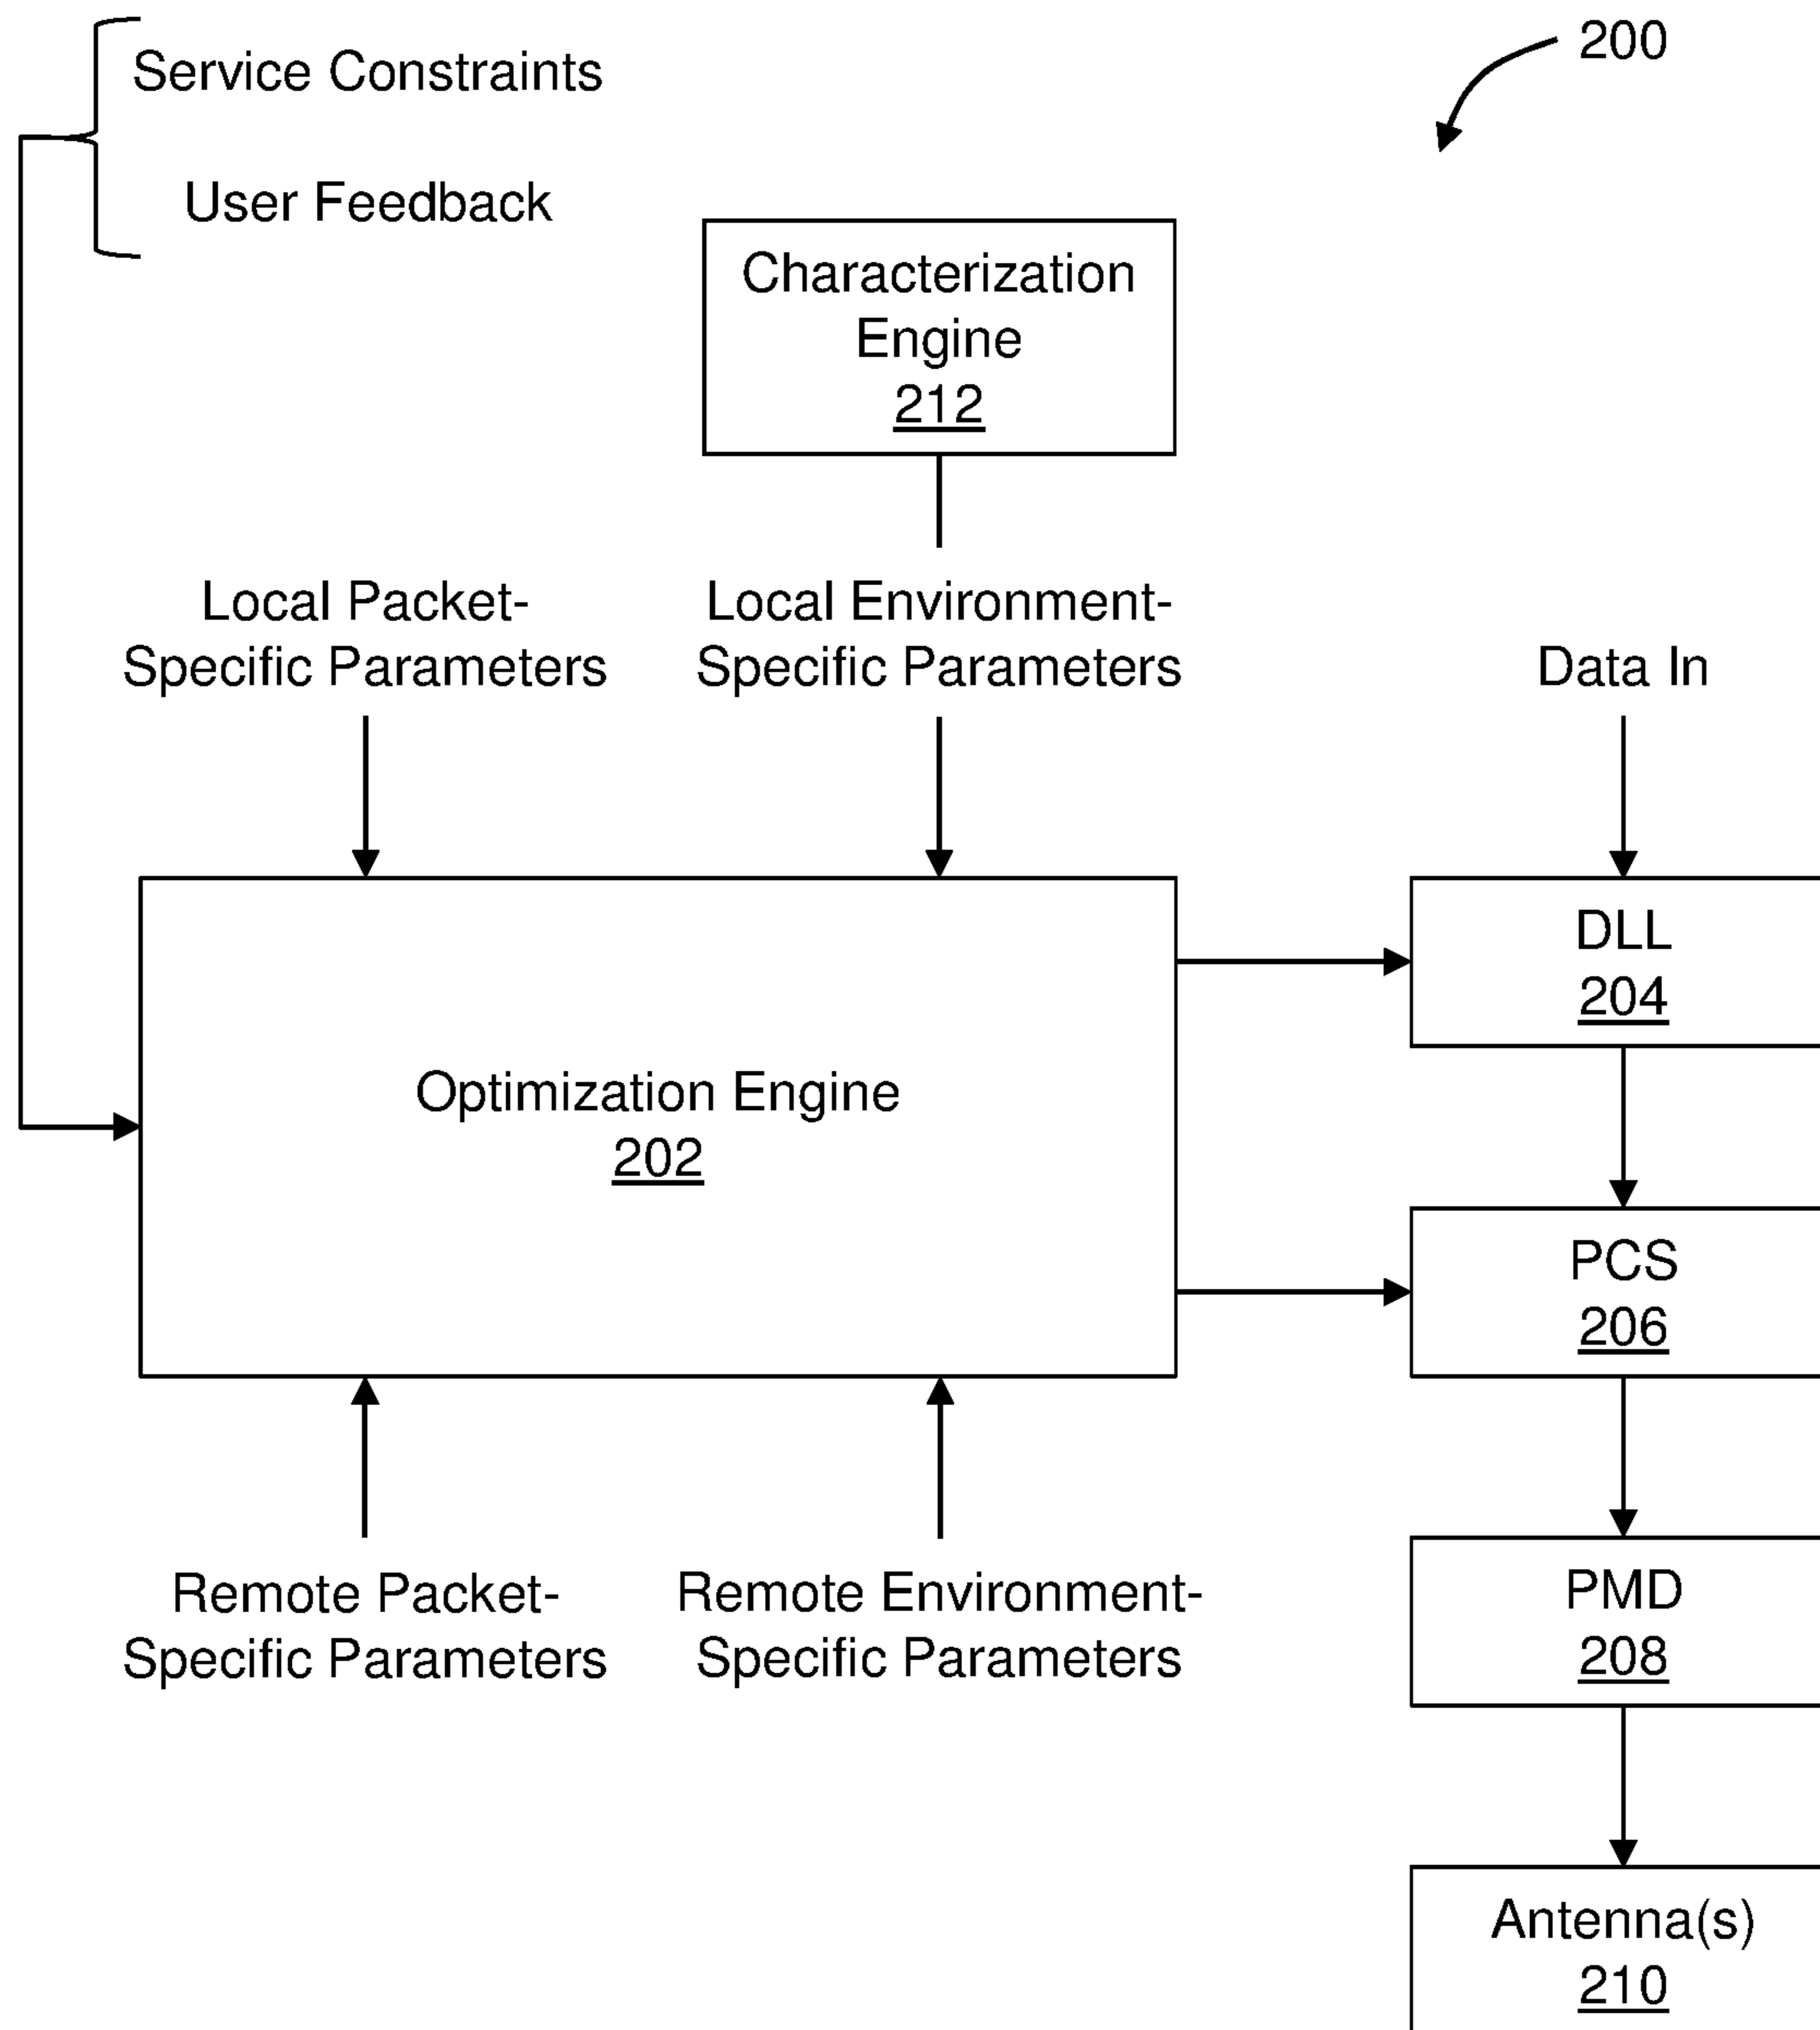 200
Service Constraints
User Feedback
Characterization
Engine
212
Local Packet-
Specific Parameters
Local Environment-
Specific Parameters
Data In
Optimization Engine
202
DLL
204
PCS
206
Remote Packet-
Specific Parameters
Remote Environment-
Specific Parameters
PMD
208
Antenna(s)
210